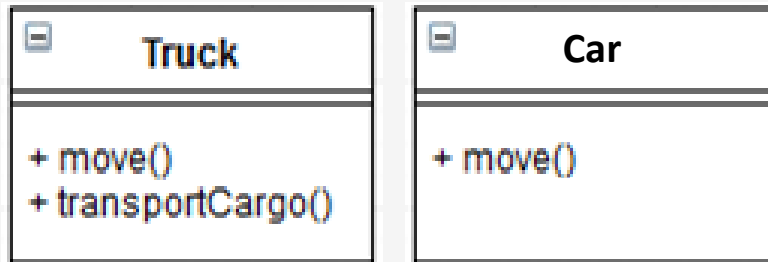 Truck
+ move()
+ transportCargo()
Car
+ move()